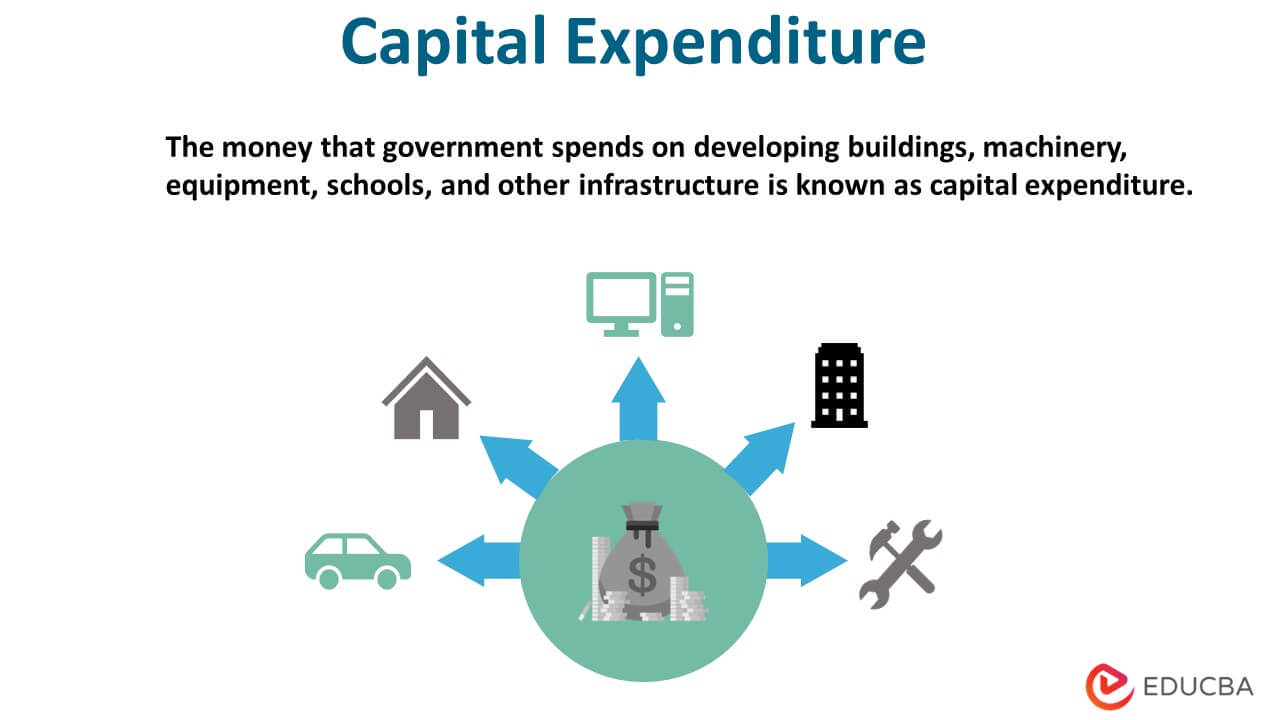 Capital Expenditure
The money that government spends on developing buildings, machinery,
equipment, schools, and other infrastructure is known as capital expenditure.
$
EDUCBA